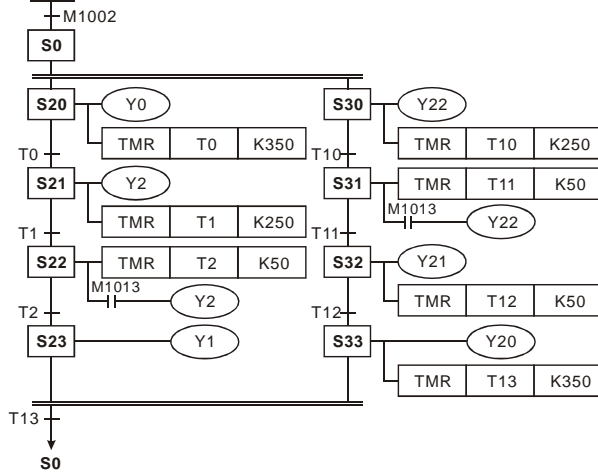 M1002
S0
S20 Y0 S30 Y22
TMR T0 K350 TMR T10 K250
T0 T10
S21 Y2 S31 TMR T11 K50
M1013
TMR T1 K250 Y22
T1 T11
S22 TMR T2 K50 S32 Y21
M1013
Y2 TMR T12 K50
T2 T12
S23 Y1 S33 Y20
TMR T13 K350
T13
S0